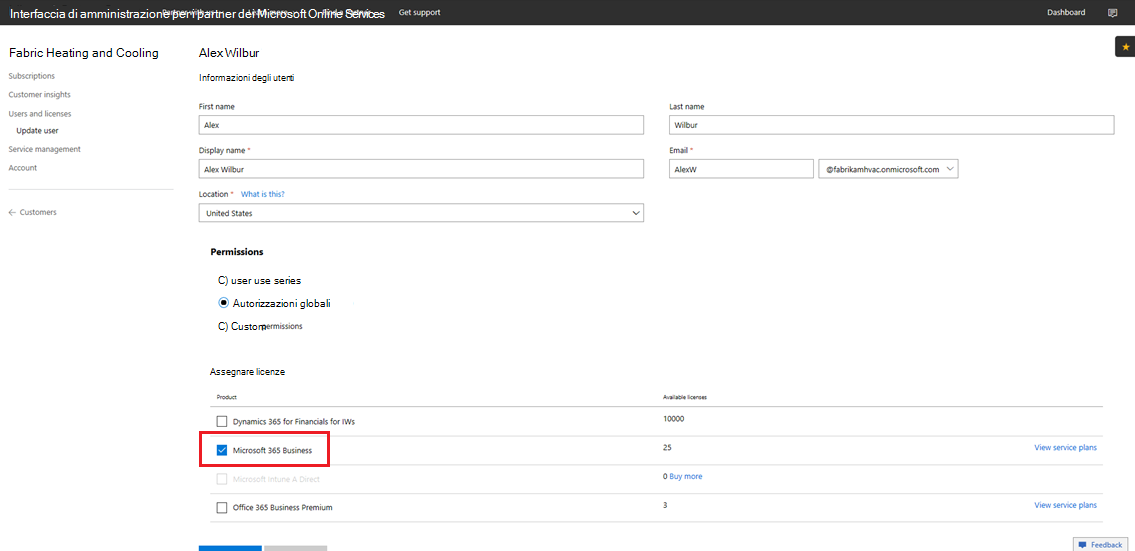 Interfaccia di amministrazione per i partner dei Microsoft Online Services
Get support
Dashboard
Fabric Heating and Cooling
Subscriptions
Customer insights
Users and licenses
Update user
Service management
Account
Customers
Alex Wilbur
Informazioni degli utenti
First name
Last name
Alex
Wilbur
Display name *
Email *
Alex Wilbur
AlexW
@fabrikamhvac.onmicrosoft.com
Location * What is this?
United States
Permissions
C) user use series
Autorizzazioni globali
C) Custom permissions
Assegnare licenze
Product
Available licenses
Dynamics 365 for Financials for IWs
10000
Microsoft 365 Business
25
View service plans
Microsoft Intune A Direct
0 Buy more
Office 365 Business Premium
3
View service plans
Feedback